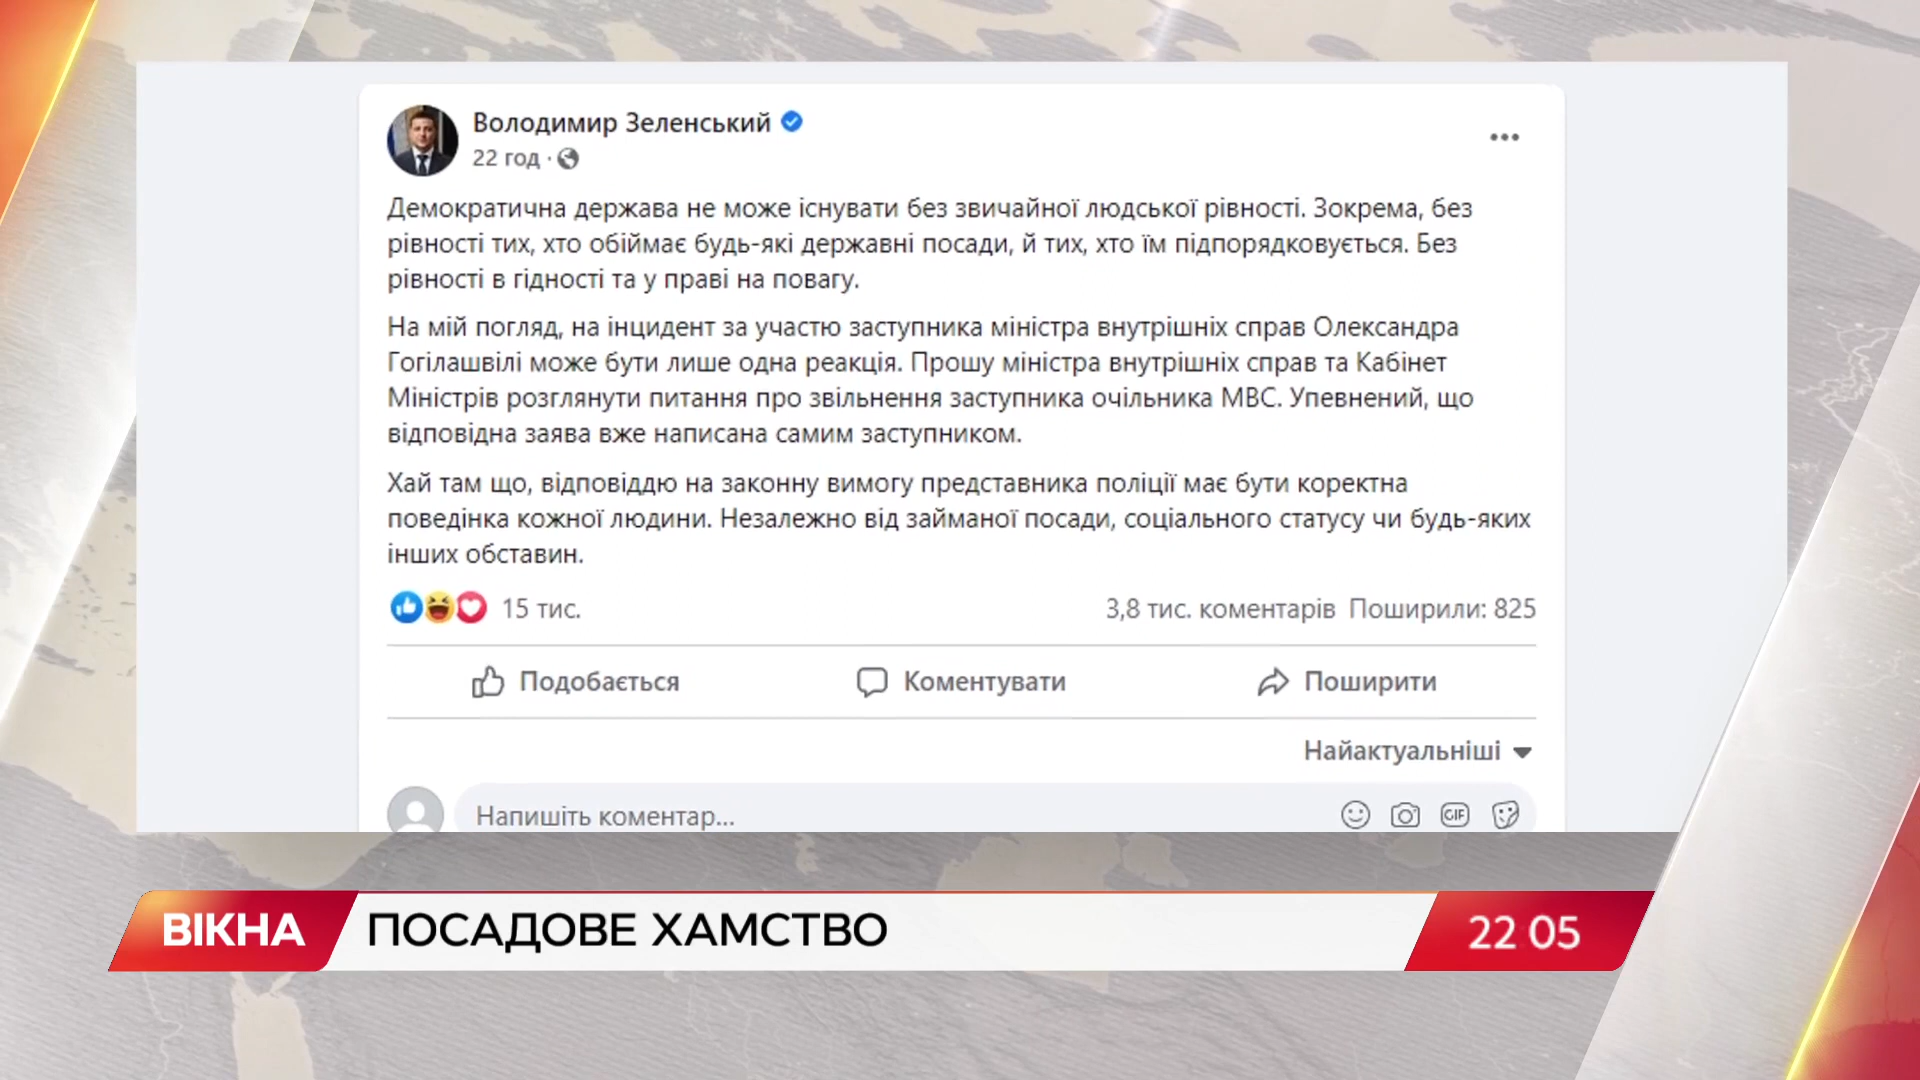 Володимир Зеленський
22 год ·
Демократична держава не може існувати без звичайної людської рівності. Зокрема, без
рівності тих, хто обіймає будь-які державні посади, й тих, хто їм підпорядковується. Без
рівності в гідності та у праві на повагу.
На мій погляд, на інцидент за участю заступника міністра внутрішніх справ Олександра
Гогілашвілі може бути лише одна реакція. Прошу міністра внутрішніх справ та Кабінет
Міністрів розглянути питання про звільнення заступника очільника МВС. Упевнений, що
відповідна заява вже написана самим заступником.
Хай там що, відповіддю на законну вимогу представника поліції має бути коректна
поведінка кожної людини. Незалежно від займаної посади, соціального статусу чи будь-яких
інших обставин.
15 тис. 3,8 тис. коментарів Поширили: 825
Подобається Коментувати Поширити
Найактуальніші
Напишіть коментар... GIF
ВІКНА ПОСАДОВЕ ХАМСТВО 22 05